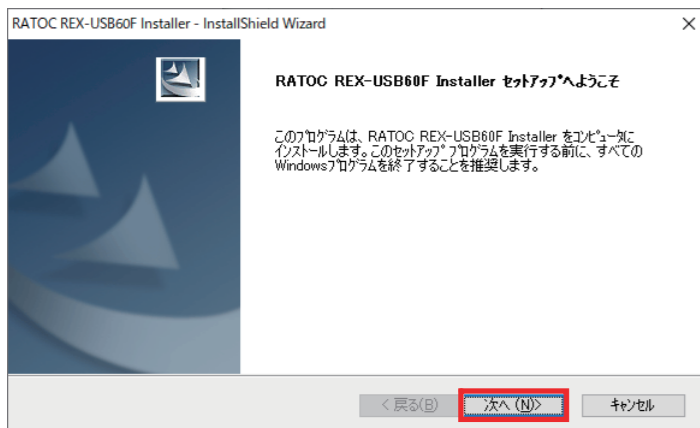 RATOC REX-USB60F Installer - InstallShield Wizard
RATOC REX-USB60F Installer ｾｯﾄｱｯﾌﾟへようこそ
このﾌﾟﾛｸﾞﾗﾑは、RATOC REX-USB60F Installer をｺﾝﾋﾟｭｰﾀに
ｲﾝｽﾄｰﾙします。このｾｯﾄｱｯﾌﾟ ﾌﾟﾛｸﾞﾗﾑを実行する前に、すべての
Windowsﾌﾟﾛｸﾞﾗﾑを終了することを推奨します。
< 戻る(B)
次へ (N)>
ｷｬﾝｾﾙ